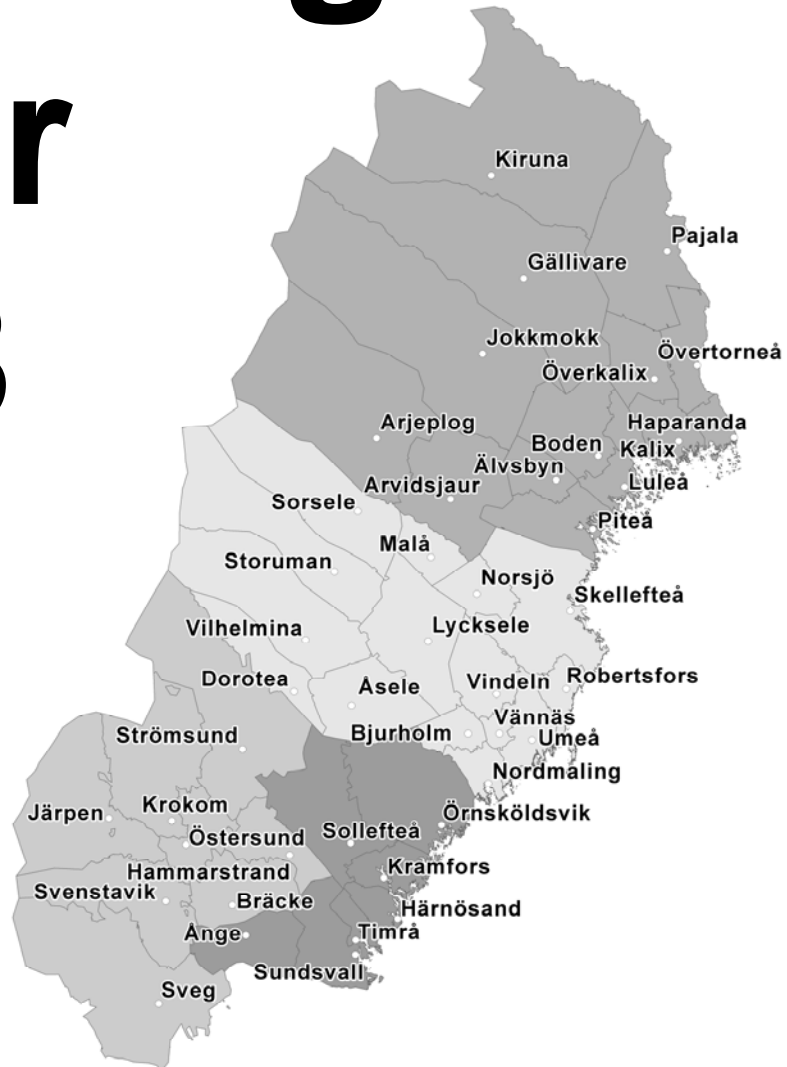 g
r
Kiruna
Pajala
Gällivare
Jokkmokk
Övertorneå
Överkalix
Arjeplog
Haparanda
Boden
Kalix
Älvsbyn
Arvidsjaur
Luleå
Sorsele
Piteå
Malå
Storuman
Norsjö
Skellefteå
Vilhelmina
Lycksele
Dorotea
Åsele
Vindeln
Robertsfors
Vännäs
Bjurholm
Umeå
Strömsund
Nordmaling
Järpen
Krokom
Örnsköldsvik
Östersund
Sollefteå
Hammarstrand
Kramfors
Svenstavik
Bräcke
Härnösand
Ånge
Timrå
Sundsvall
Sveg